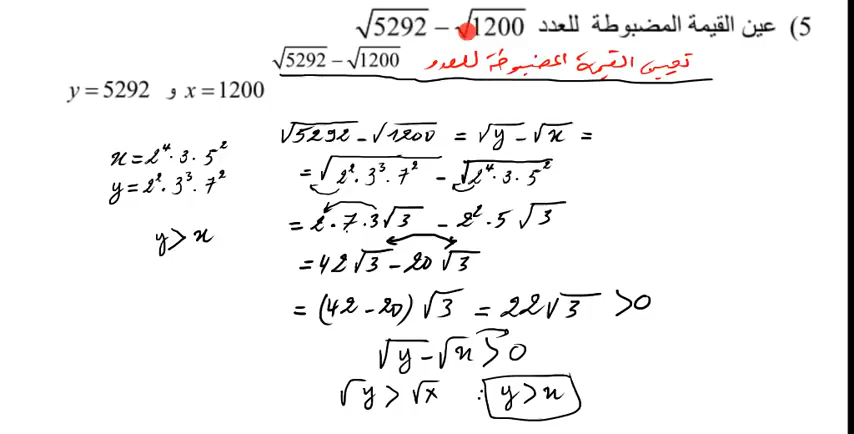 5) عين القيمة المضبوطة للعدد √5292 − √1200
تعيين القيمة المضبوطة للعدد √5292 − √1200
x = 1200 و y = 5292
√5292 − √1200 = √y − √x =
x = 2⁴ · 3 · 5²
= √2² · 3³ · 7² − √2⁴ · 3 · 5²
y = 2² · 3³ · 7²
= 2 · 7 · 3√3 − 2² · 5 √3
y > x
= 42√3 − 20√3
= (42 − 20) √3 = 22√3 > 0
√y − √x > 0
√y > √x : y > x